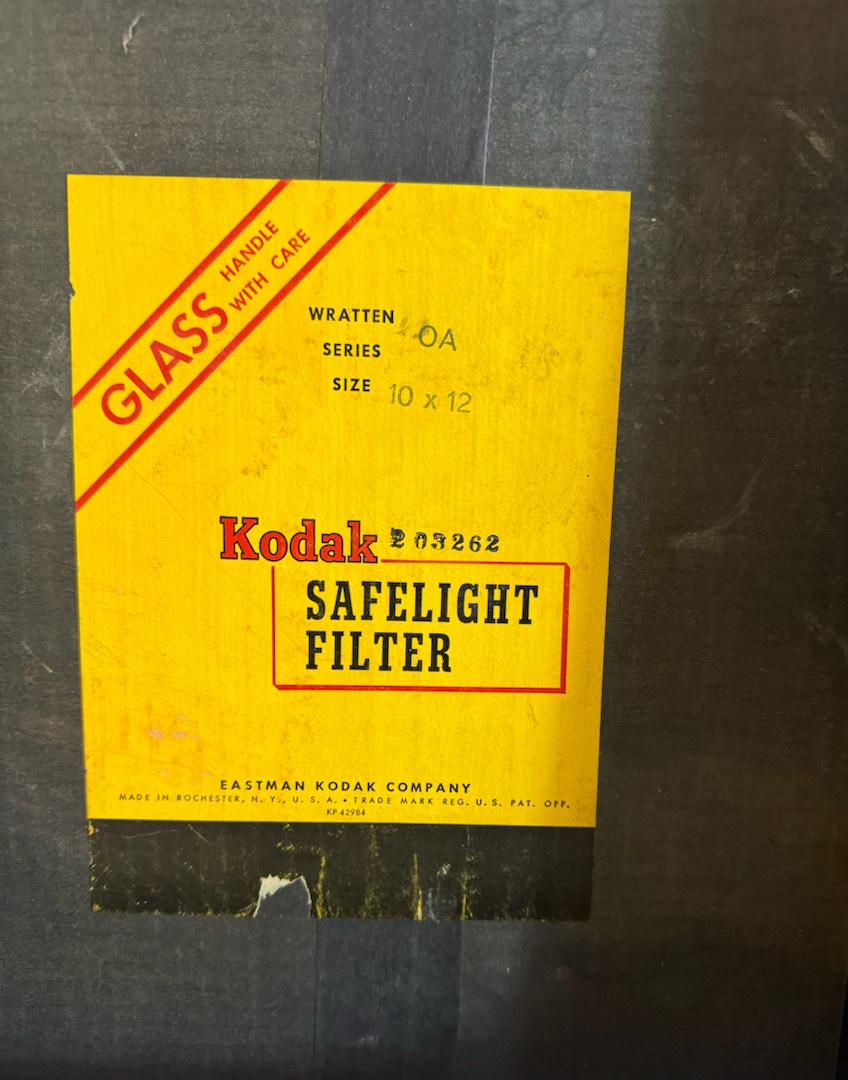 GLASS HANDLE
WITH CARE
WRATTEN
SERIES OA
SIZE 10 x 12
Kodak 03262
SAFELIGHT
FILTER
EASTMAN KODAK COMPANY
MADE IN ROCHESTER, N. Y., U. S. A. • TRADE MARK REG. U. S. PAT. OFF.
KP 42984